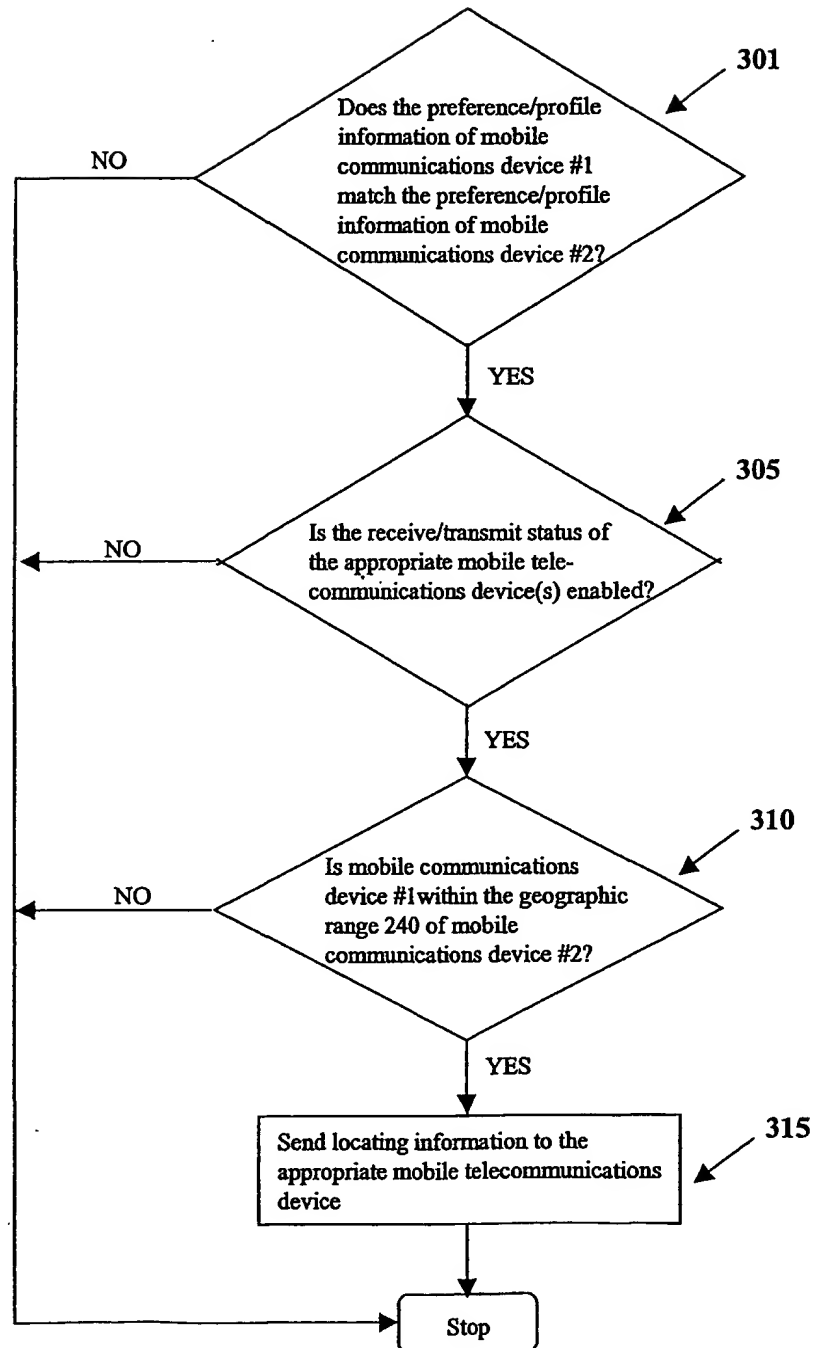 301
Does the preference/profile
information of mobile
communications device #1
match the preference/profile
information of mobile
communications device #2?
NO
YES
305
Is the receive/transmit status of
the appropriate mobile tele-
communications device(s) enabled?
NO
YES
310
Is mobile communications
device #1within the geographic
range 240 of mobile
communications device #2?
NO
YES
315
Send locating information to the
appropriate mobile telecommunications
device
Stop